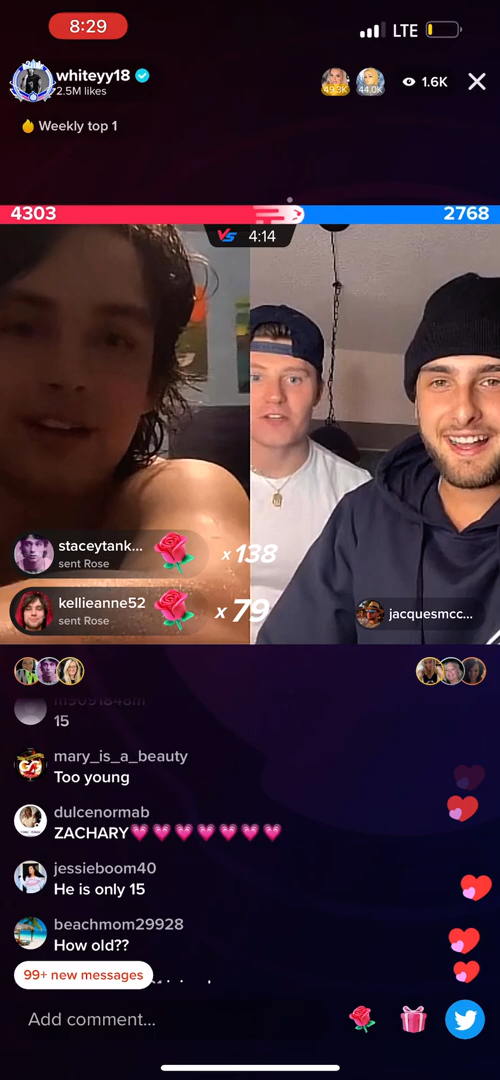 8:29
LTE
whiteyy18
2.5M likes
49.3K
44.0K
1.6K
Weekly top 1
4303
2768
VS 4:14
staceytank...
sent Rose
x138
kellieanne52
sent Rose
x79
jacquesmcc...
15
mary_is_a_beauty
Too young
dulcenormab
ZACHARY💗💗💗💗💗💗💗
jessieboom40
He is only 15
beachmom29928
How old??
99+ new messages
Add comment...